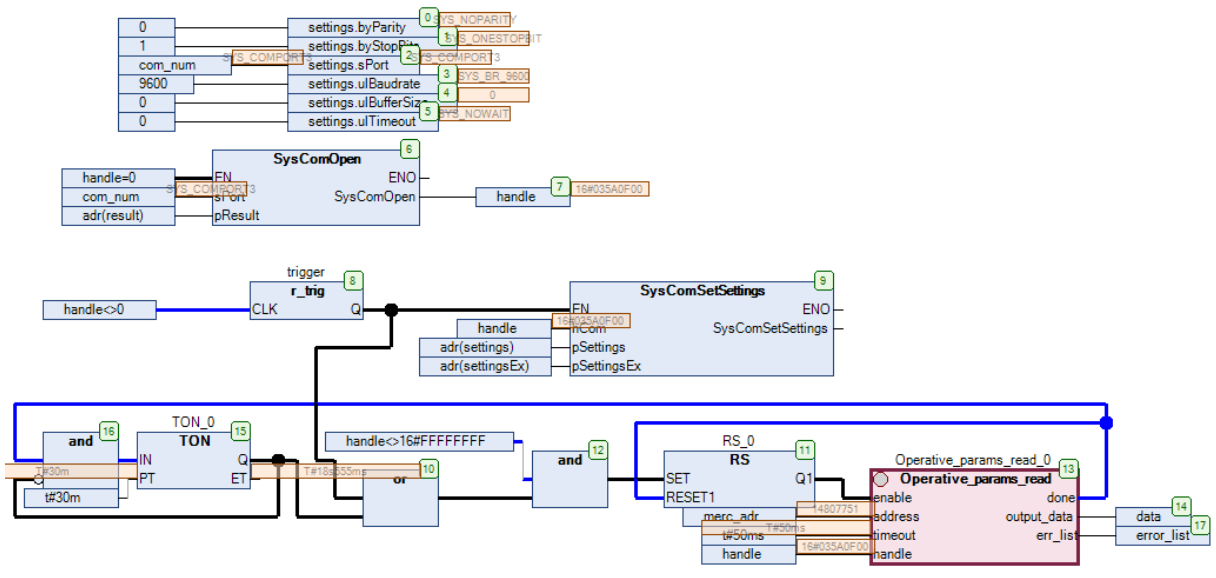 0 settings.byParity 0 SYS_NOPARITY
1 settings.byStopBits 1 SYS_ONESTOPBIT
com_num SYS_COMPORT3 settings.sPort 2 SYS_COMPORT3
9600 settings.ulBaudrate 3 SYS_BR_9600
0 settings.ulBufferSize 4 0
0 settings.ulTimeout 5 SYS_NOWAIT
SysComOpen 6
handle=0 EN ENO
com_num SYS_COMPORT3 sPort SysComOpen handle 7 16#035A0F00
adr(result) pResult
trigger
r_trig 8 SysComSetSettings 9
handle<>0 CLK Q EN ENO
handle 16#035A0F00 hCom SysComSetSettings
adr(settings) pSettings
adr(settingsEx) pSettingsEx
TON_0 RS_0
and 16 TON 15 handle<>16#FFFFFFFF and 12 RS 11 Operative_params_read_0
IN Q SET Q1 Operative_params_read 13
T#30m PT ET T#18s555ms or 10 RESET1 enable done
t#30m merc_adr 14807751 address output_data data 14
t#50ms T#50ms timeout err_list error_list 17
handle 16#035A0F00 handle